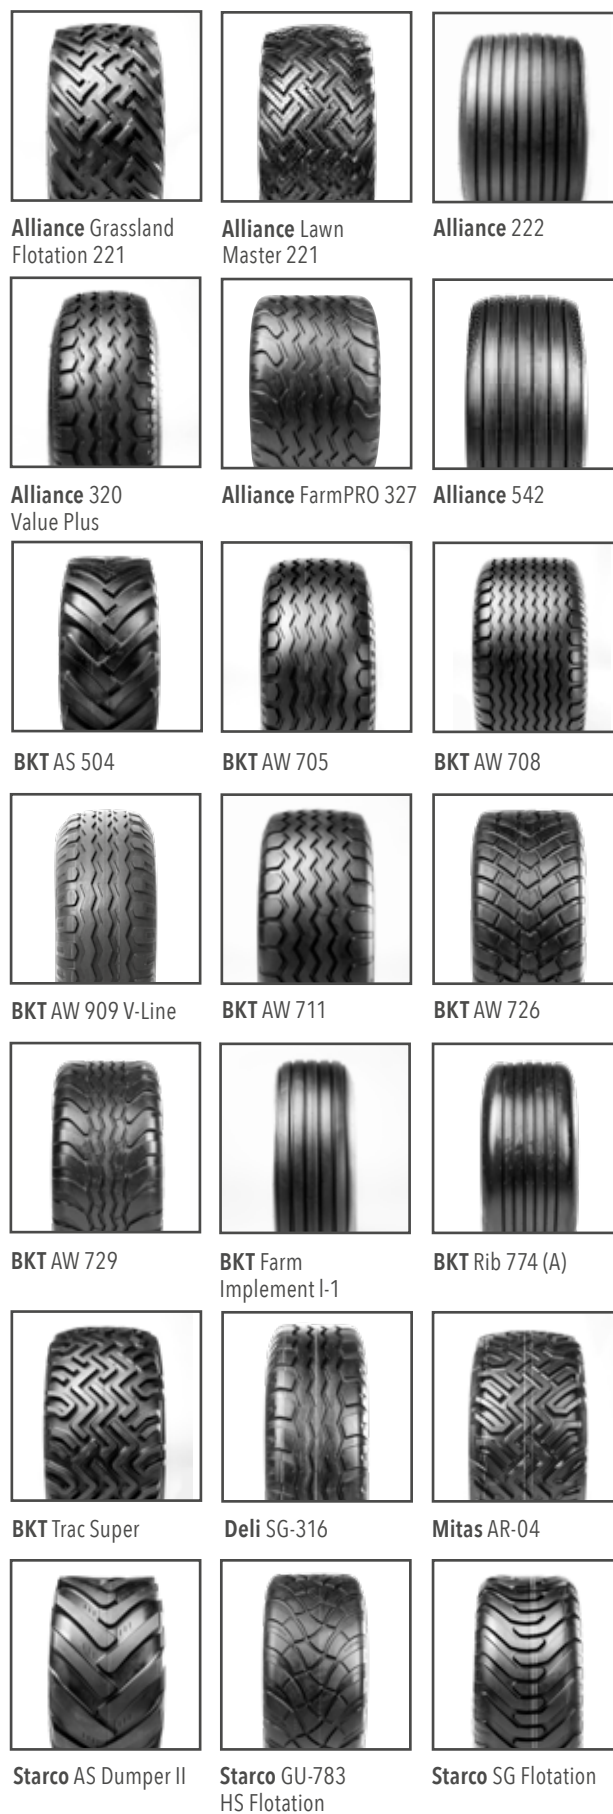 Alliance Grassland
Flotation 221
Alliance Lawn
Master 221
Alliance 222
Alliance 320
Value Plus
Alliance FarmPRO 327
Alliance 542
BKT AS 504
BKT AW 705
BKT AW 708
BKT AW 909 V-Line
BKT AW 711
BKT AW 726
BKT AW 729
BKT Farm
Implement l-1
BKT Rib 774 (A)
BKT Trac Super
Deli SG-316
Mitas AR-04
Starco AS Dumper II
Starco GU-783
HS Flotation
Starco SG Flotation